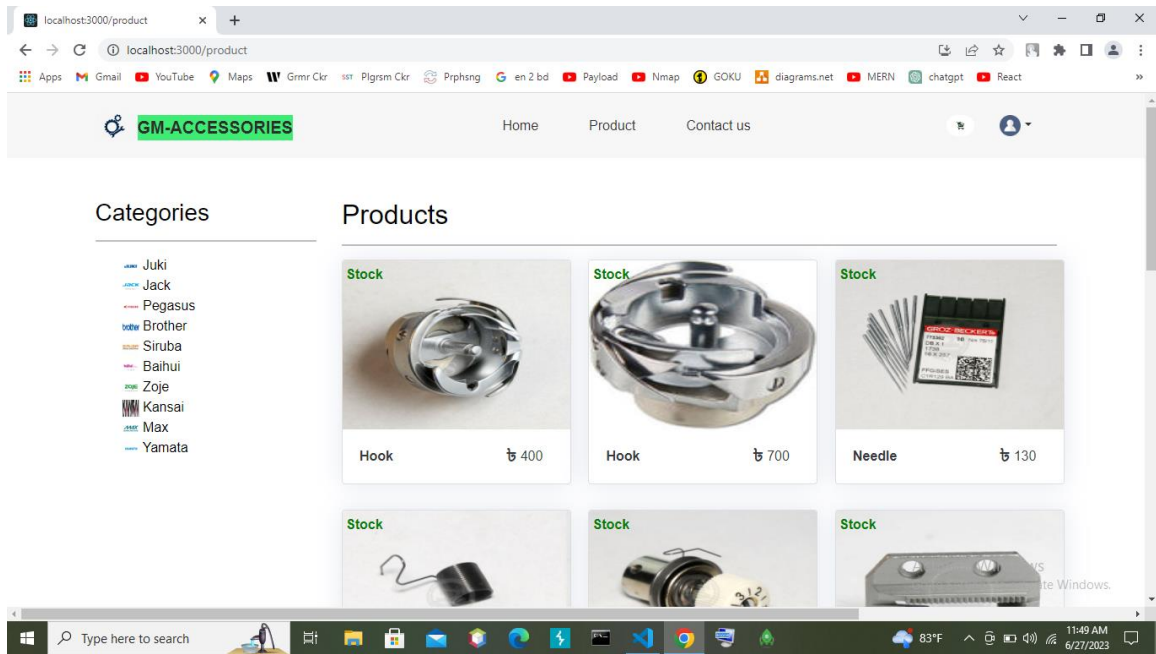 localhost:3000/product
localhost:3000/product
Apps Gmail YouTube Maps Grmr Ckr Plgrsm Ckr Prphsng en 2 bd Payload Nmap GOKU diagrams.net MERN chatgpt React
GM-ACCESSORIES Home Product Contact us
Categories
Juki
Jack
Pegasus
Brother
Siruba
Baihui
Zoje
Kansai
Max
Yamata
Products
Stock Stock Stock
GROZ-BECKERT
Hook ৳ 400 Hook ৳ 700 Needle ৳ 130
Stock Stock Stock
Type here to search 83°F 11:49 AM
6/27/2023